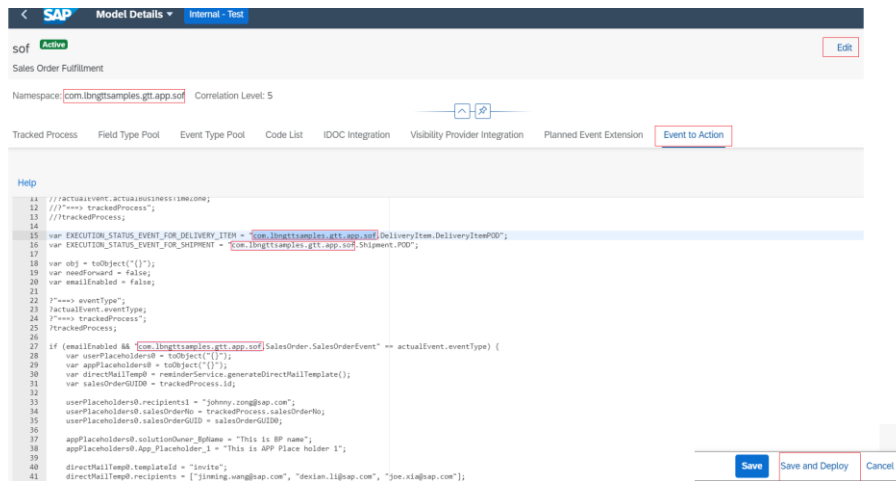 SAP Model Details Internal - Test
sof Active Edit
Sales Order Fulfillment
Namespace: com.lbngttsamples.gtt.app.sof Correlation Level: 5
Tracked Process Field Type Pool Event Type Pool Code List IDOC Integration Visibility Provider Integration Planned Event Extension Event to Action
Help
11 //?actualEvent.actualBusinessTimeZone;
12 //?"===> trackedProcess";
13 //?trackedProcess;
14
15 var EXECUTION_STATUS_EVENT_FOR_DELIVERY_ITEM = "com.lbngttsamples.gtt.app.sof.DeliveryItem.DeliveryItemPOD";
16 var EXECUTION_STATUS_EVENT_FOR_SHIPMENT = "com.lbngttsamples.gtt.app.sof.Shipment.POD";
17
18 var obj = toObject("{}");
19 var needForward = false;
20 var emailEnabled = false;
21
22 ?"===> eventType";
23 ?actualEvent.eventType;
24 ?"===> trackedProcess";
25 ?trackedProcess;
26
27 if (emailEnabled && "com.lbngttsamples.gtt.app.sof.SalesOrder.SalesOrderEvent" == actualEvent.eventType) {
28 var userPlaceholders0 = toObject("{}");
29 var appPlaceholders0 = toObject("{}");
30 var directMailTemp0 = reminderService.generateDirectMailTemplate();
31 var salesOrderGUID0 = trackedProcess.id;
32
33 userPlaceholders0.recipients1 = "johnny.zong@sap.com";
34 userPlaceholders0.salesOrderNo = trackedProcess.salesOrderNo;
35 userPlaceholders0.salesOrderGUID = salesOrderGUID0;
36
37 appPlaceholders0.solutionOwner_BpName = "This is BP name";
38 appPlaceholders0.App_Placeholder_1 = "This is APP Place holder 1";
39
40 directMailTemp0.templateId = "invite";
41 directMailTemp0.recipients = ["jinming.wang@sap.com", "dexian.li@sap.com", "joe.xia@sap.com"];
Save Save and Deploy Cancel